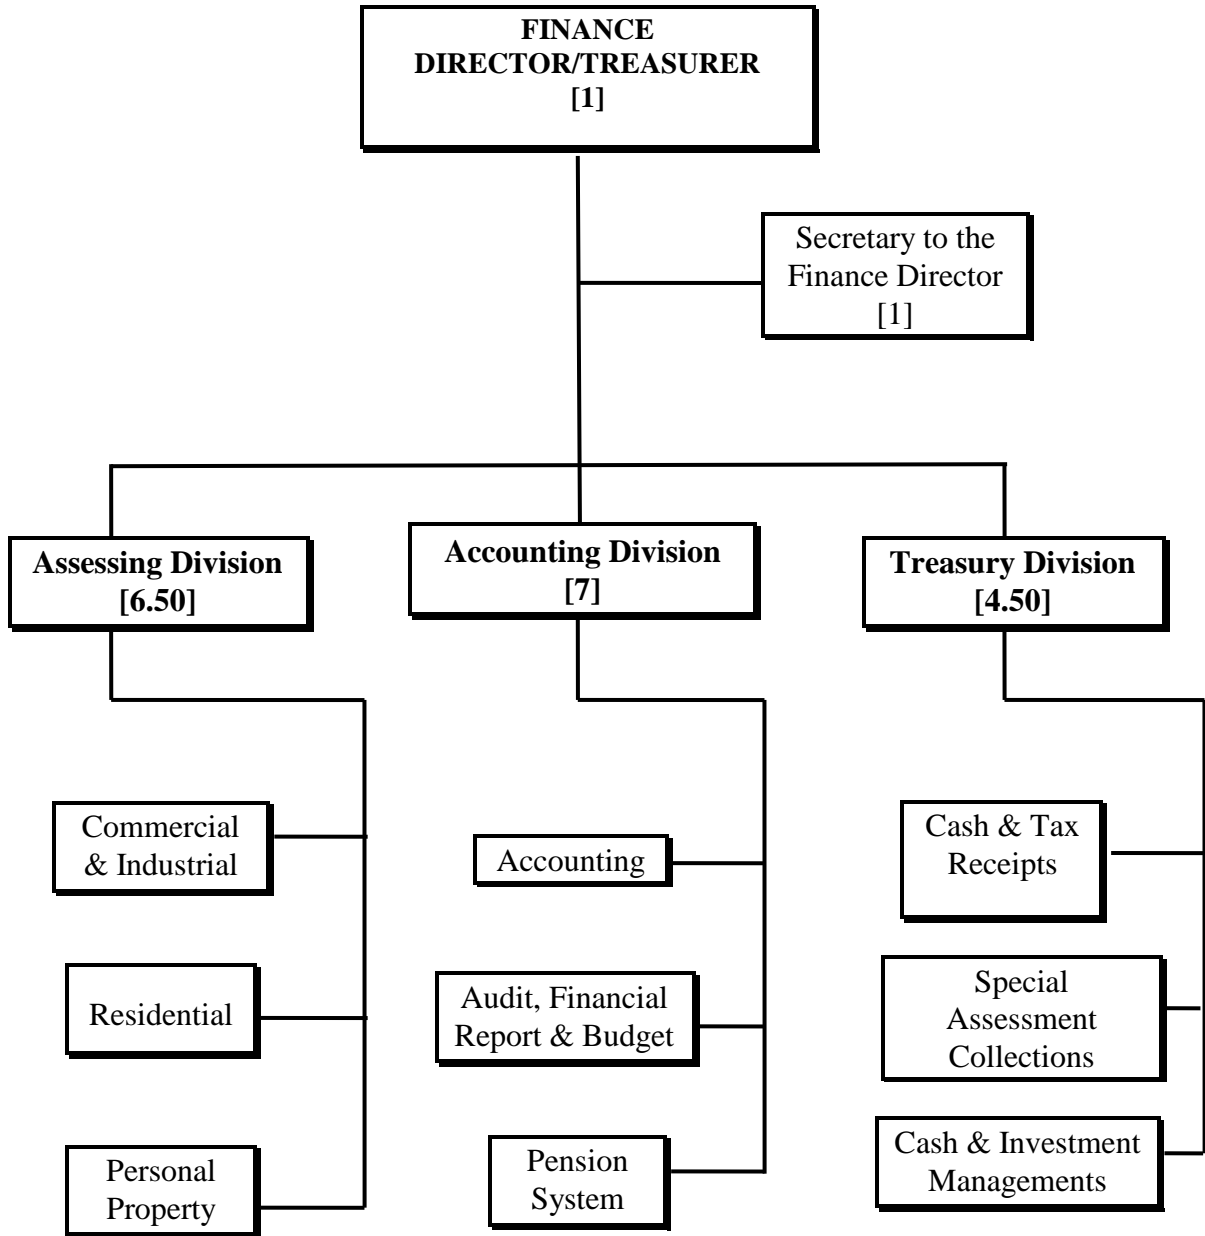 FINANCE
DIRECTOR/TREASURER
[1]
Secretary to the
Finance Director
[1]
Assessing Division
[6.50]
Accounting Division
[7]
Treasury Division
[4.50]
Commercial
& Industrial
Residential
Personal
Property
Accounting
Audit, Financial
Report & Budget
Pension
System
Cash & Tax
Receipts
Special
Assessment
Collections
Cash & Investment
Managements